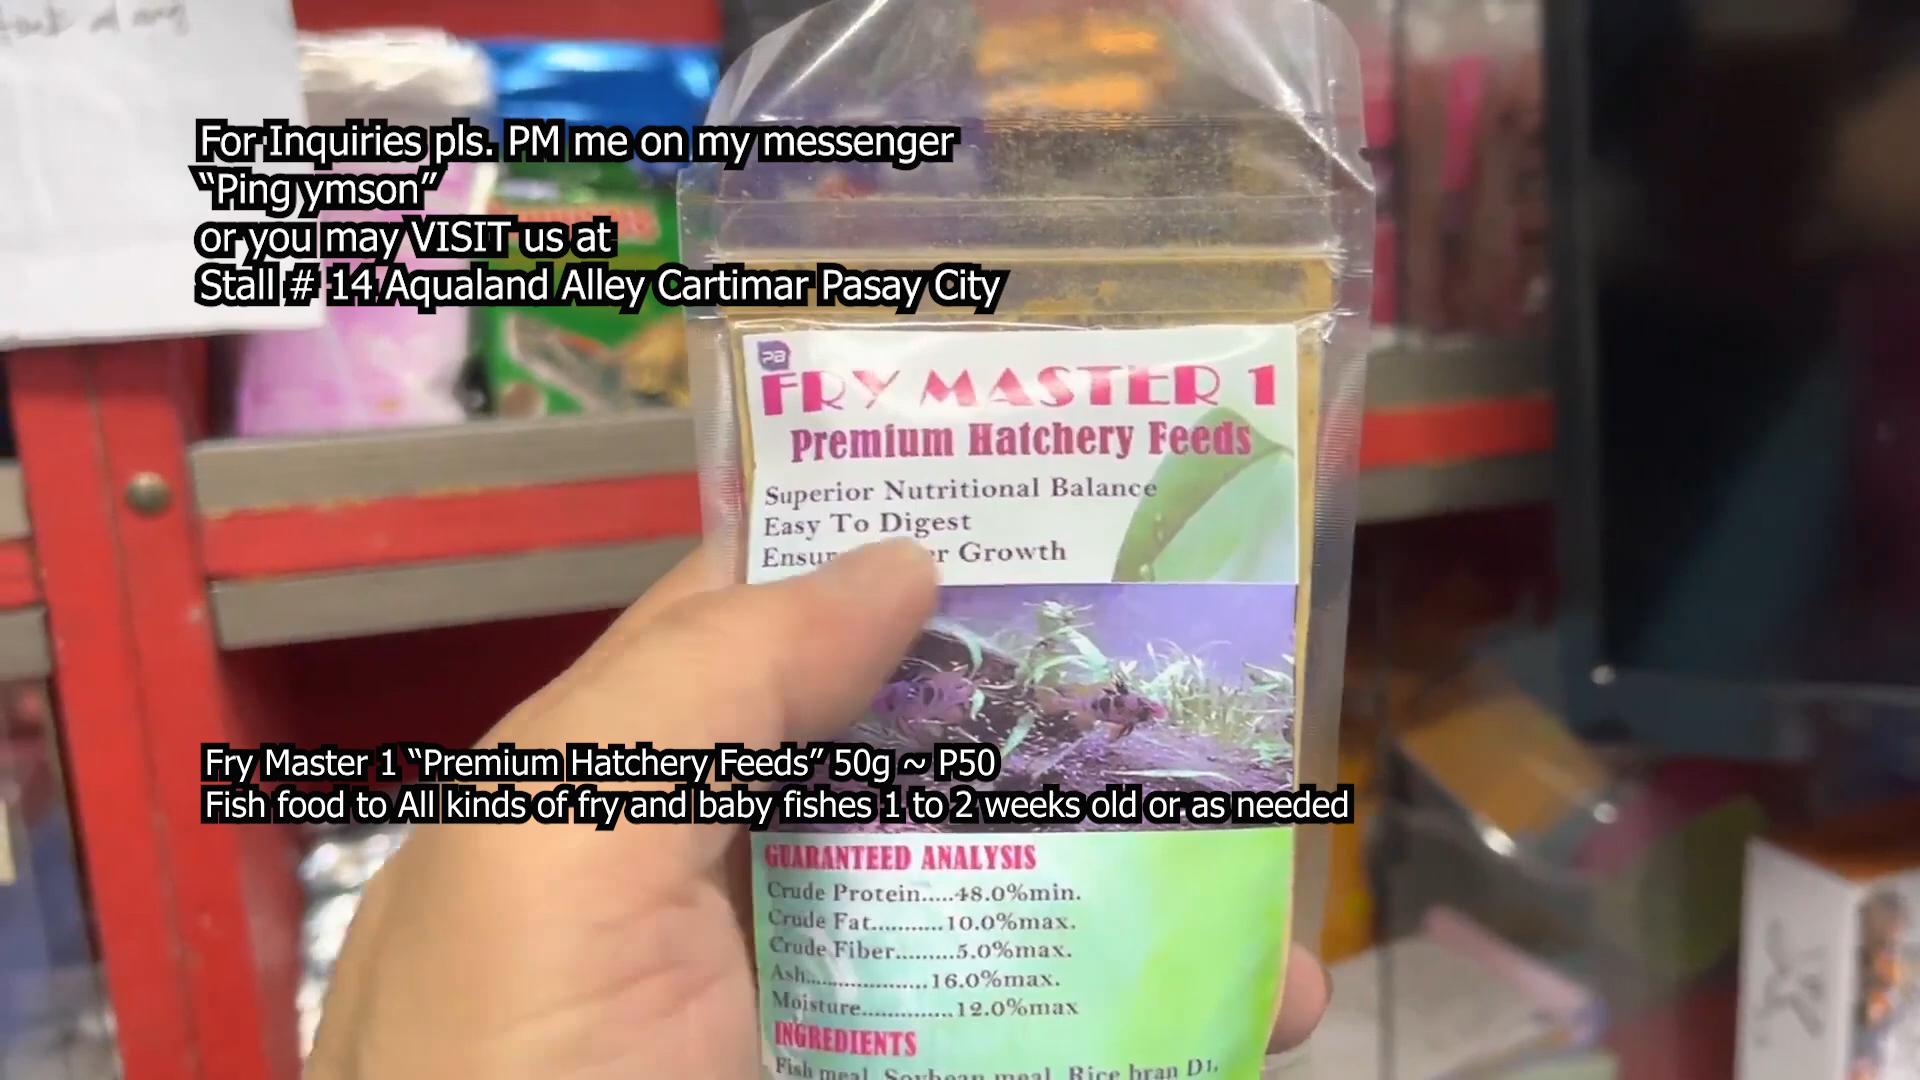 For Inquiries pls. PM me on my messenger
“Ping ymson”
or you may VISIT us at
Stall # 14 Aqualand Alley Cartimar Pasay City
PB
FRY MASTER 1
Premium Hatchery Feeds
Superior Nutritional Balance
Easy To Digest
Growth
Fry Master 1 “Premium Hatchery Feeds” 50g ~ P50
Fish food to All kinds of fry and baby fishes 1 to 2 weeks old or as needed
GUARANTEED ANALYSIS
Crude Protein.....48.0%min.
Crude Fat...........10.0%max.
Crude Fiber.........5.0%max.
Ash...................16.0%max.
Moisture..............12.0%max
INGREDIENTS
Fish meal, Soybean meal, Rice bran D1,